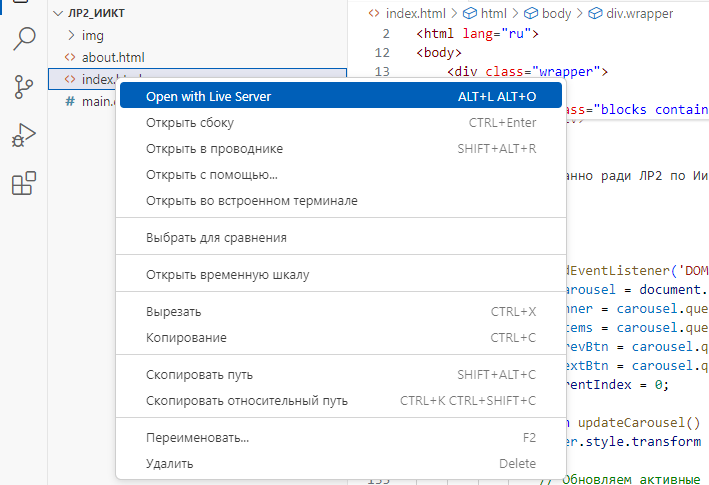 ЛР2_ИИКТ
img
about.html
index.html
main.
index.html > html > body > div.wrapper
2 <html lang="ru">
12 <body>
13 <div class="wrapper">
class="blocks contain
анно ради ЛР2 по Ии
dEventListener('DOM
arousel = document.
nner = carousel.que
tems = carousel.que
revBtn = carousel.q
extBtn = carousel.q
rentIndex = 0;
n updateCarousel()
er.style.transform
// Обновляем активные
Open with Live Server ALT+L ALT+O
Открыть сбоку CTRL+Enter
Открыть в проводнике SHIFT+ALT+R
Открыть с помощью...
Открыть во встроенном терминале
Выбрать для сравнения
Открыть временную шкалу
Вырезать CTRL+X
Копирование CTRL+C
Скопировать путь SHIFT+ALT+C
Скопировать относительный путь CTRL+K CTRL+SHIFT+C
Переименовать... F2
Удалить Delete